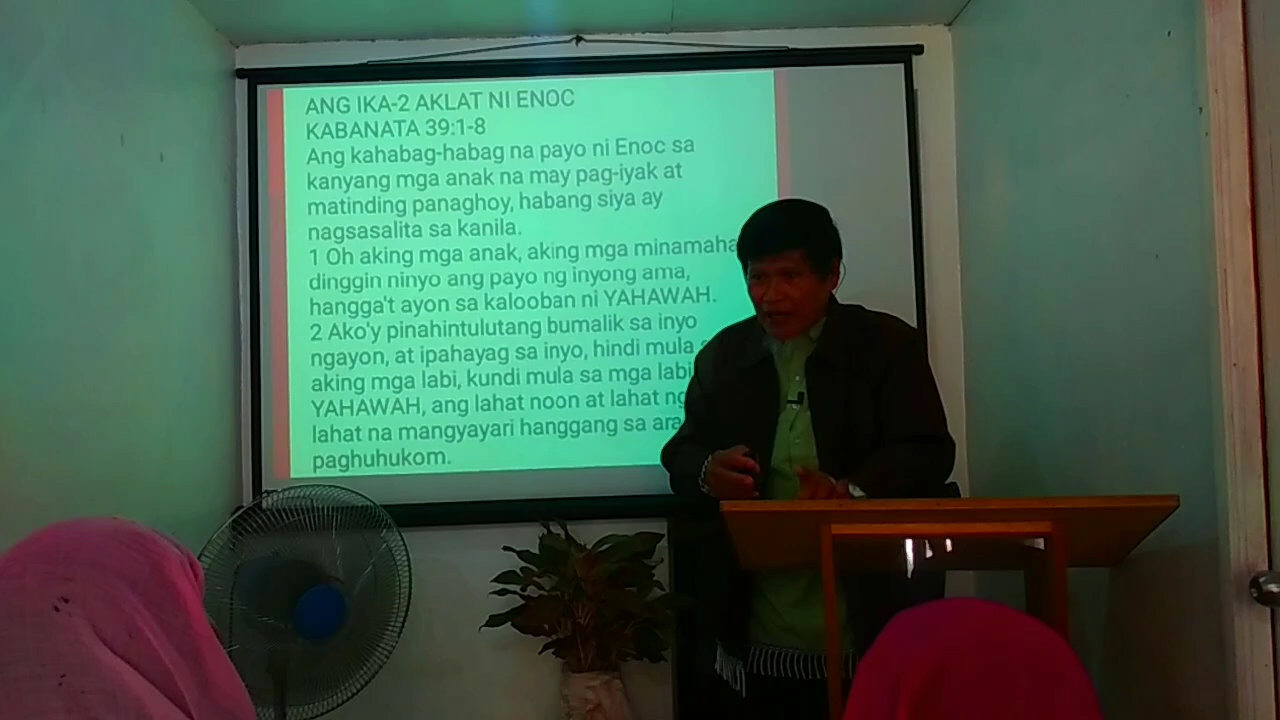 ANG IKA-2 AKLAT NI ENOC
KABANATA 39:1-8
Ang kahabag-habag na payo ni Enoc sa
kanyang mga anak na may pag-iyak at
matinding panaghoy, habang siya ay
nagsasalita sa kanila.
1 Oh aking mga anak, aking mga
dinggin ninyo ang payo ng inyong ama,
hangga't ayon sa kalooban ni YAHAWAH.
2 Ako'y pinahintulutang bumalik sa inyo
ngayon, at ipahayag sa inyo, hindi mula
aking mga labi, kundi mula sa mga labi
YAHAWAH, ang lahat noon at lahat ng
lahat na mangyayari hanggang sa
paghuhukom.